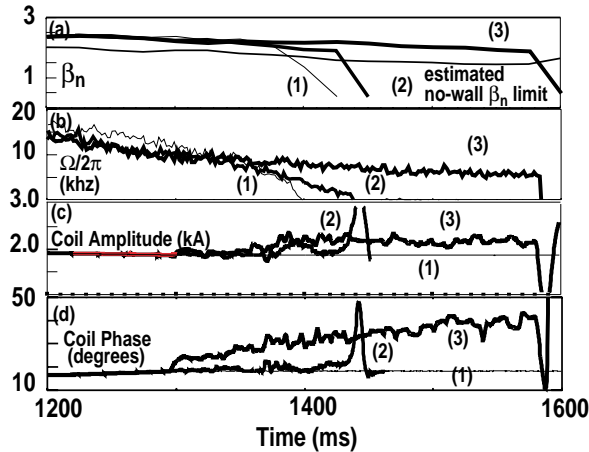 3
(a)
(3)
1
βn
(1)
(2)
estimated
no-wall βn limit
20
(b)
10
Ω/2π
(khz)
(3)
(1)
(2)
3.0
(c)
(2)
(3)
2.0
Coil Amplitude (kA)
(1)
50
(d)
Coil Phase
(degrees)
(2)
(3)
(1)
10
1200
1400
1600
Time (ms)